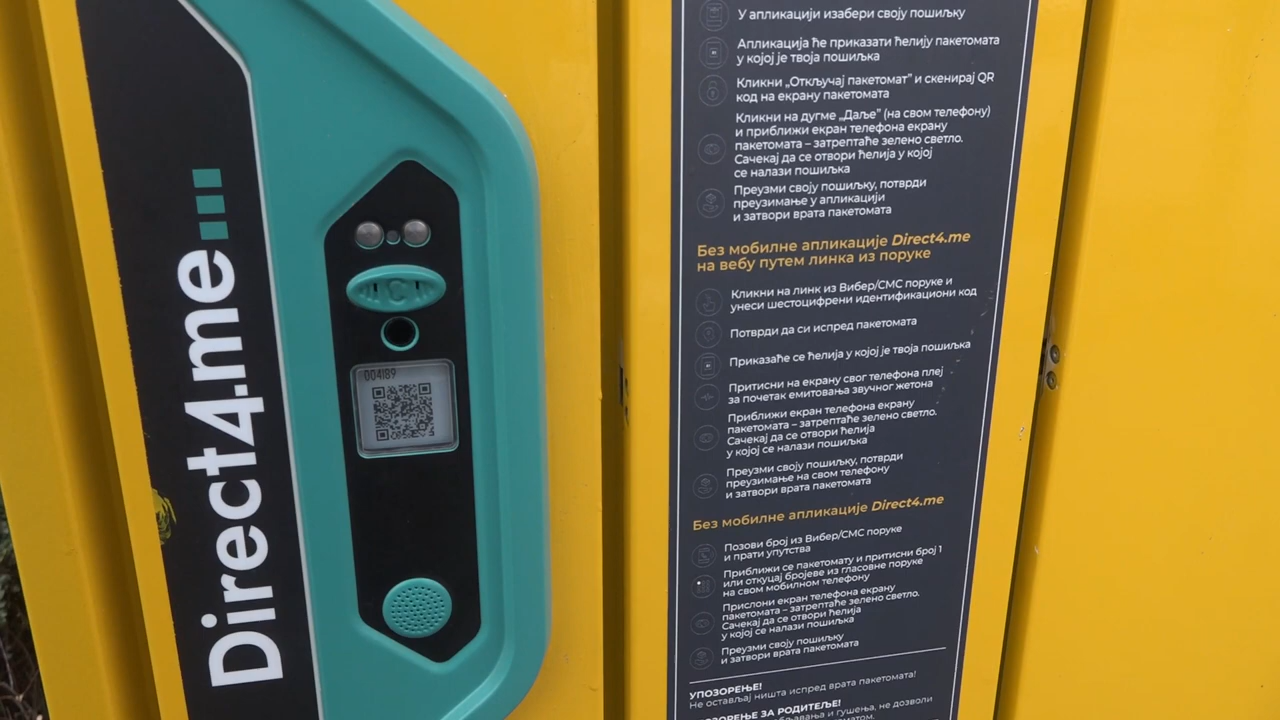 Direct4.me...
C
004189
У апликацији изабери своју пошиљку
Апликација ће приказати ћелију пакетомата
у којој је твоја пошиљка
Кликни „Откључај пакетомат” и скенирај QR
код на екрану пакетомата
Кликни на дугме „Даље” (на свом телефону)
и приближи екран телефона екрану
пакетомата – затрептаће зелено светло.
Сачекај да се отвори ћелија у којој
се налази пошиљка
Преузми своју пошиљку, потврди
преузимање у апликацији
и затвори врата пакетомата
Без мобилне апликације Direct4.me
на вебу путем линка из поруке
Кликни на линк из Вибер/СМС поруке и
унеси шестоцифрени идентификациони код
Потврди да си испред пакетомата
Приказаће се ћелија у којој је твоја пошиљка
Притисни на екрану свог телефона плеј
за почетак емитовања звучног жетона
Приближи екран телефона екрану
пакетомата – затрептаће зелено светло.
Сачекај да се отвори ћелија
у којој се налази пошиљка
Преузми своју пошиљку, потврди
преузимање на свом телефону
и затвори врата пакетомата
Без мобилне апликације Direct4.me
Позови број из Вибер/СМС поруке
и прати упутства
Приближи се пакетомату и притисни број 1
или откуцај бројеве из гласовне поруке
на свом мобилном телефону
Прислони екран телефона екрану
пакетомата – затрептаће зелено светло.
Сачекај да се отвори ћелија
у којој се налази пошиљка
Преузми своју пошиљку
и затвори врата пакетомата
УПОЗОРЕЊЕ!
Не остављај ништа испред врата пакетомата!
ЗА РОДИТЕЉЕ!
и гушења, не дозволи